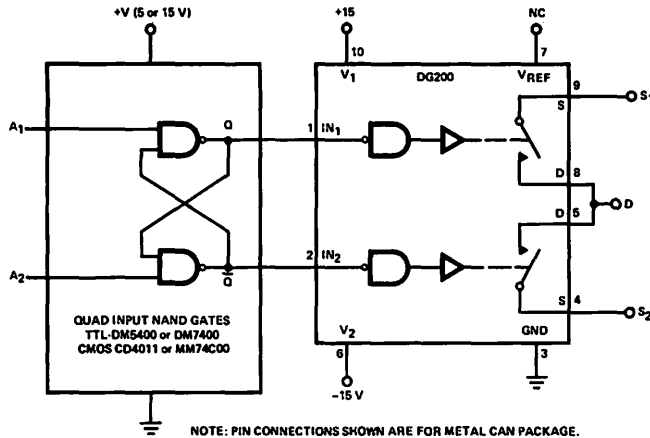 +V (5 or 15 V)
+15
NC
10
7
V1
DG200
VREF
9
S
S1
A1
Q
1
IN1
D
8
D
D
5
A2
Q̅
2
IN2
S
4
S2
QUAD INPUT NAND GATES
TTL-DM5400 or DM7400
CMOS CD4011 or MM74C00
V2
GND
6
3
-15 V
NOTE: PIN CONNECTIONS SHOWN ARE FOR METAL CAN PACKAGE.